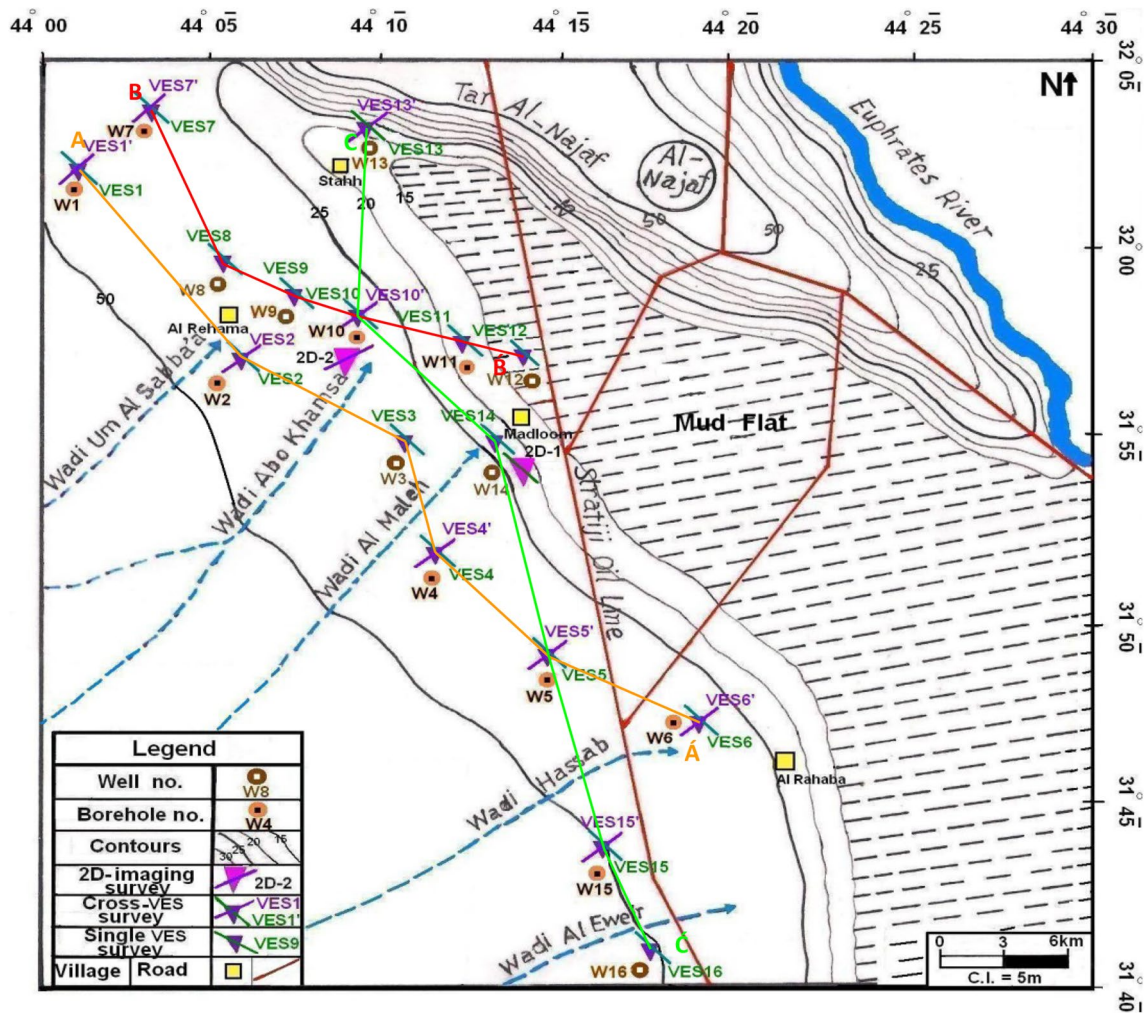 44° 00'
44° 05'
44° 10'
44° 15'
44° 20'
44° 25'
44° 30'
32° 05'
N
B
VES7'
VES7
W7
A
VES1'
VES1
W1
VES13'
C
VES13
W13
Stahh
Tar Al-Najaf
Al-
Najaf
Euphrates River
25
20
15
50
50
25
32° 00'
50
VES8
W8
VES9
W9
VES10
VES10'
W10
VES11
W11
VES12
B́
W12
Al Rehama
VES2
VES2
W2
2D-2
Wadi Um Al Sabba'a
Wadi Abo Khamsa
VES3
W3
VES14
Madloom
2D-1
W14
Mud Flat
31° 55'
Wadi Al Maleh
Stratiji Oil Line
VES4'
VES4
W4
31° 50'
VES5'
VES5
W5
VES6'
W6
VES6
Á
Al Rahaba
Wadi Hassab
31° 45'
VES15'
VES15
W15
Wadi Al Eweir
Ć
W16
VES16
31° 40'
Legend
Well no.
W8
Borehole no.
W4
Contours
30 25 20 15
2D-imaging
survey
2D-2
Cross-VES
survey
VES1
VES1'
Single VES
survey
VES9
Village
Road
0 3 6km
C.I. = 5m